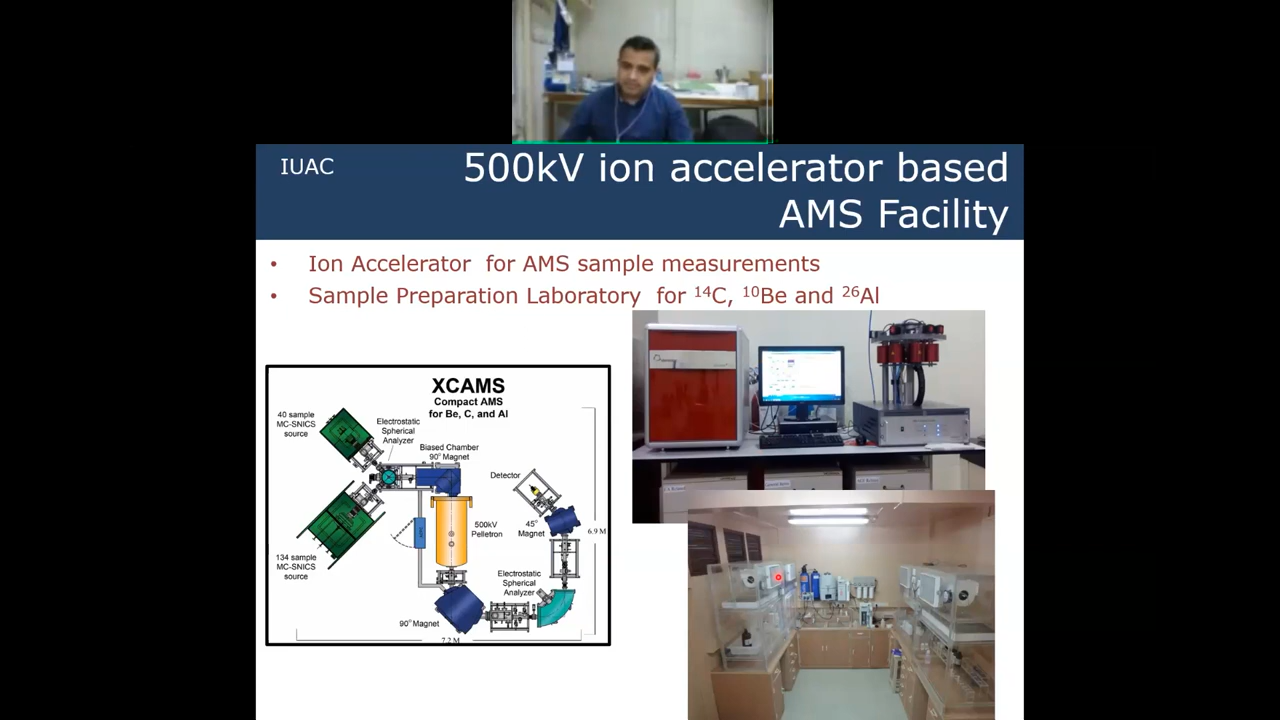 IUAC
500kV ion accelerator based
AMS Facility
• Ion Accelerator for AMS sample measurements
• Sample Preparation Laboratory for ¹⁴C, ¹⁰Be and ²⁶Al
XCAMS
Compact AMS
for Be, C, and Al
40 sample
MC-SNICS
source
Electrostatic
Spherical
Analyzer
Biased Chamber
90° Magnet
Detector
500kV
Pelletron
45°
Magnet
6.9 M
134 sample
MC-SNICS
source
Electrostatic
Spherical
Analyzer
90° Magnet
7.2 M